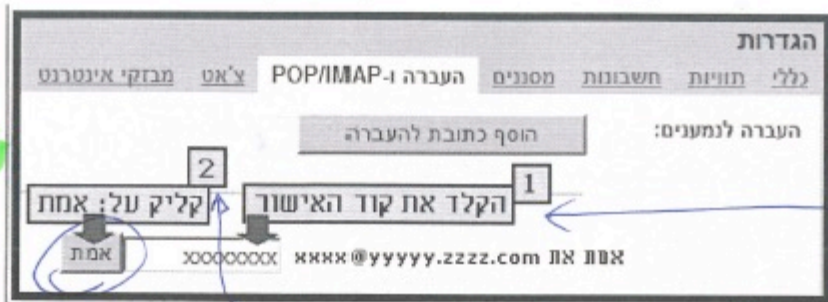 הגדרות
כללי תוויות חשבונות מסננים העברה ו-POP/IMAP צ'אט מבזקי אינטרנט
העברה לנמענים: הוסף כתובת להעברה
1 2
הקלד את קוד האישור קליק על: אמת
אמת את xxxx@yyyyy.zzzz.com xxxxxxxxx אמת